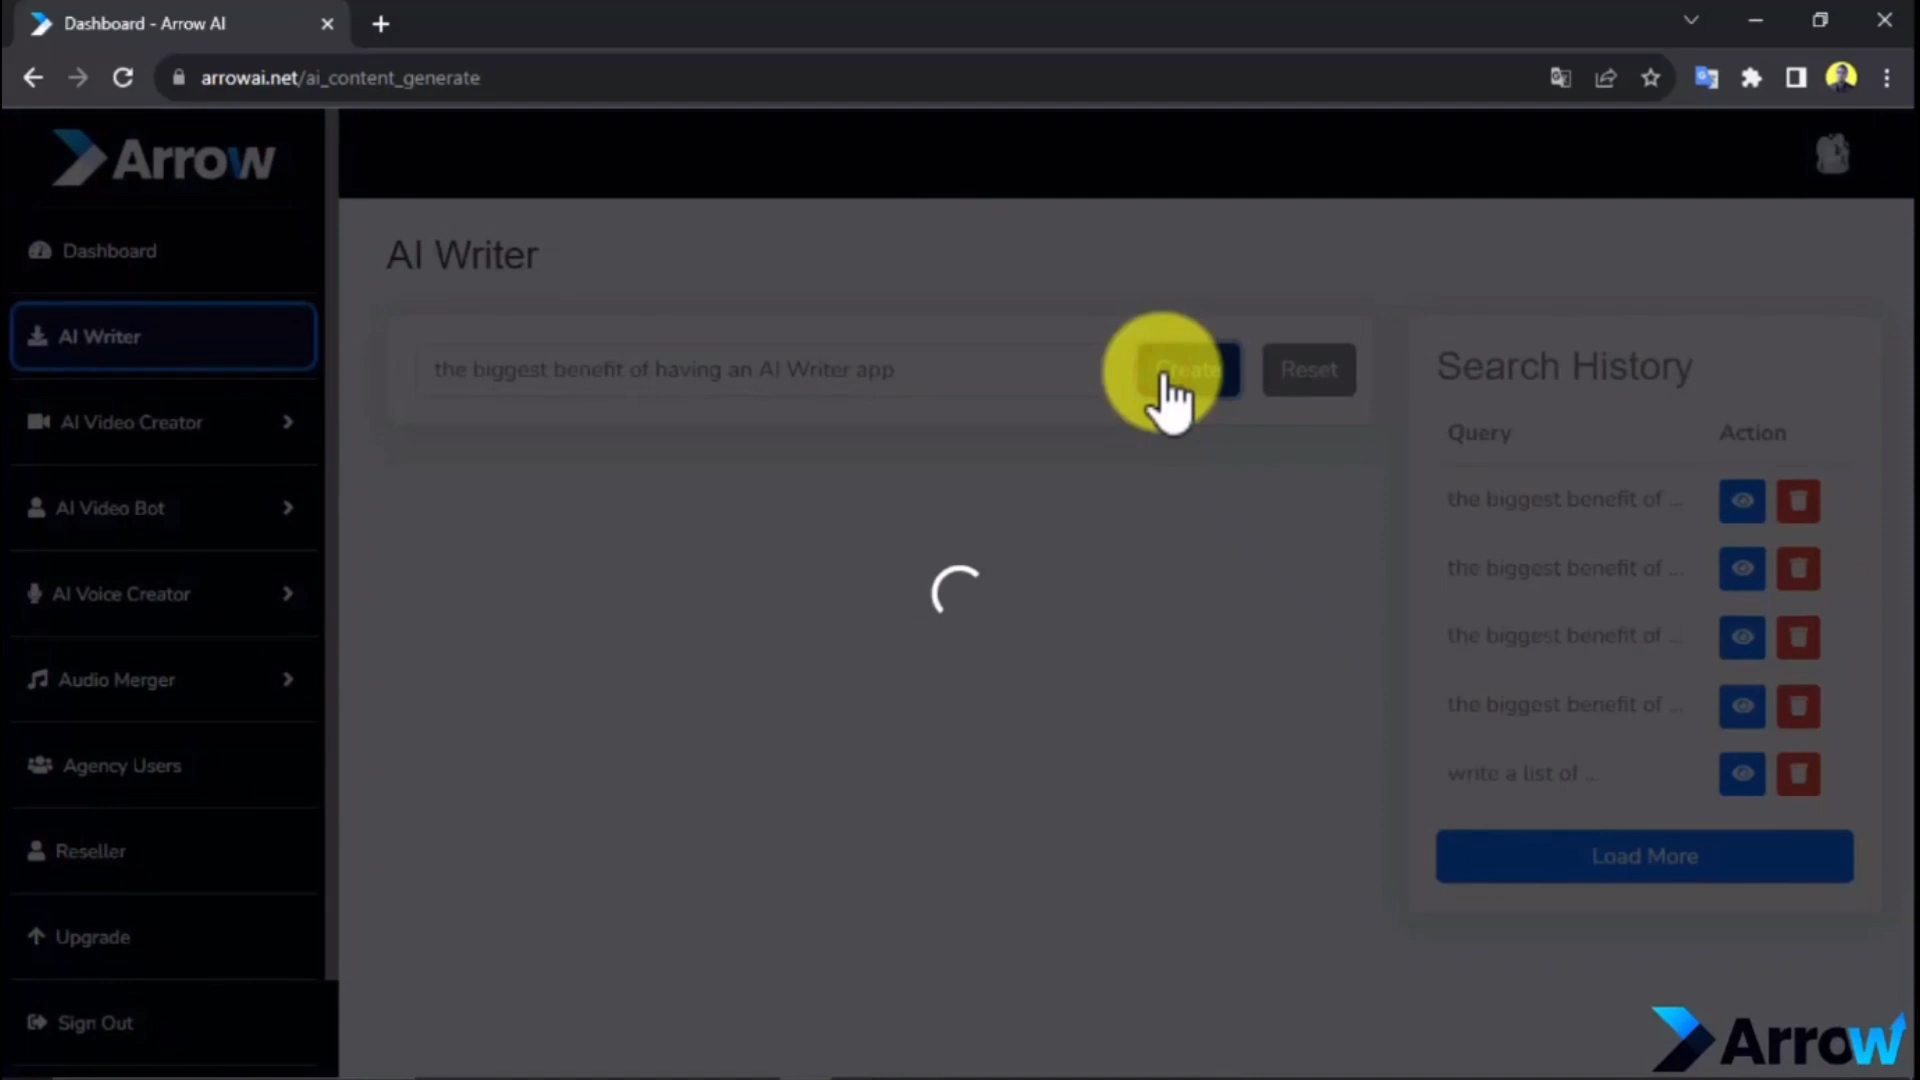 Dashboard - Arrow AI
arrowai.net/ai_content_generate
Arrow
Dashboard
AI Writer
AI Video Creator
AI Video Bot
AI Voice Creator
Audio Merger
Agency Users
Reseller
Upgrade
Sign Out
AI Writer
the biggest benefit of having an AI Writer app
Create
Reset
Search History
Query Action
the biggest benefit of ...
the biggest benefit of ...
the biggest benefit of ...
the biggest benefit of ...
write a list of ...
Load More
Arrow